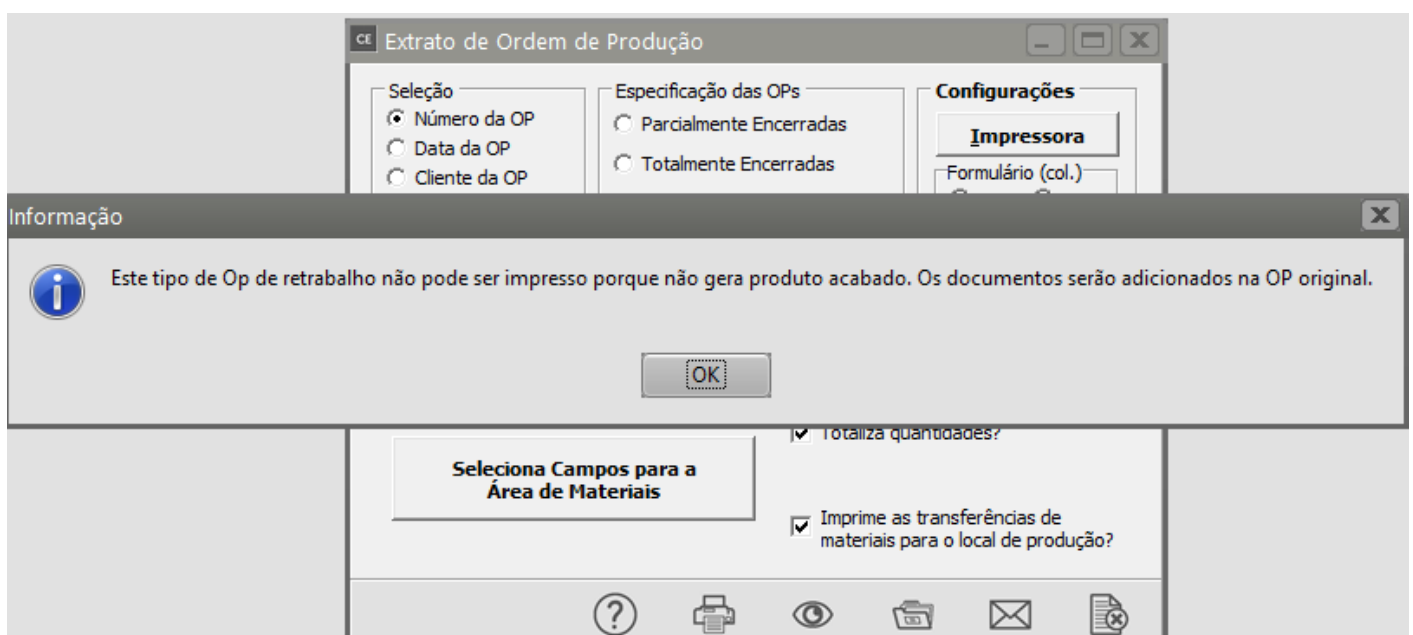 CE Extrato de Ordem de Produção
Seleção
Especificação das OPs
Configurações
Número da OP
Parcialmente Encerradas
Impressora
Data da OP
Totalmente Encerradas
Cliente da OP
Formulário (col.)
Informação
Este tipo de Op de retrabalho não pode ser impresso porque não gera produto acabado. Os documentos serão adicionados na OP original.
OK
Totaliza quantidades?
Seleciona Campos para a
Área de Materiais
Imprime as transferências de
materiais para o local de produção?